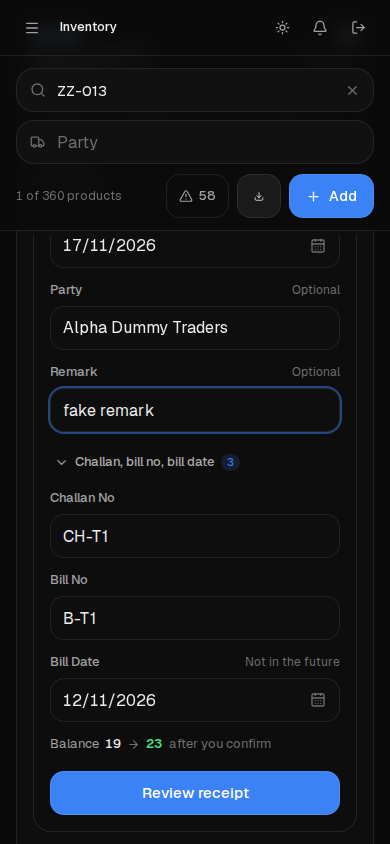 Inventory
ZZ-013
Party
1 of 360 products
58
Add
17/11/2026
Party Optional
Alpha Dummy Traders
Remark Optional
fake remark
Challan, bill no, bill date 3
Challan No
CH-T1
Bill No
B-T1
Bill Date Not in the future
12/11/2026
Balance 19 → 23 after you confirm
Review receipt